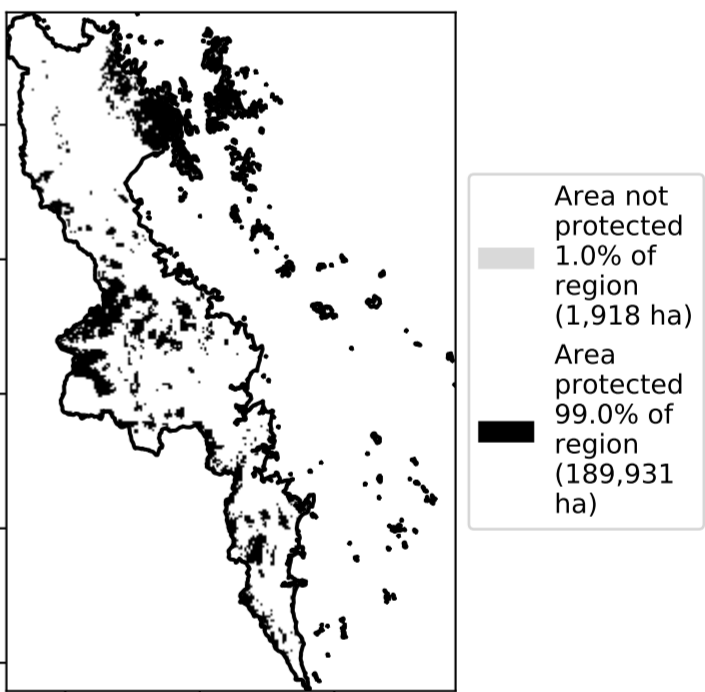 Area not
protected
1.0% of
region
(1,918 ha)
Area
protected
99.0% of
region
(189,931
ha)